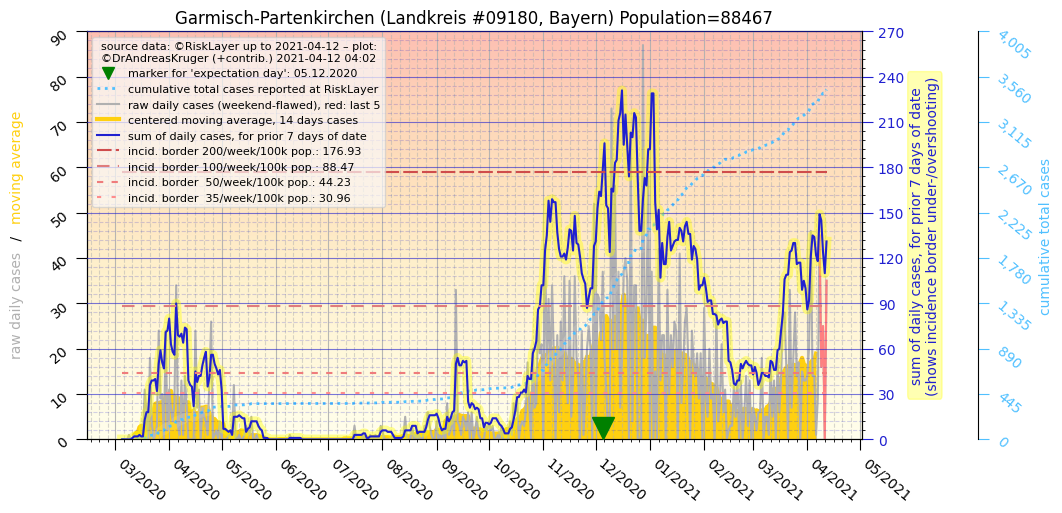 Garmisch-Partenkirchen (Landkreis #09180, Bayern) Population=88467
source data: ©RiskLayer up to 2021-04-12 – plot:
©DrAndreasKruger (+contrib.) 2021-04-12 04:02
marker for 'expectation day': 05.12.2020
cumulative total cases reported at RiskLayer
raw daily cases (weekend-flawed), red: last 5
centered moving average, 14 days cases
sum of daily cases, for prior 7 days of date
incid. border 200/week/100k pop.: 176.93
incid. border 100/week/100k pop.: 88.47
incid. border  50/week/100k pop.: 44.23
incid. border  35/week/100k pop.: 30.96
raw daily cases  /  moving average
90
80
70
60
50
40
30
20
10
0
03/2020
04/2020
05/2020
06/2020
07/2020
08/2020
09/2020
10/2020
11/2020
12/2020
01/2021
02/2021
03/2021
04/2021
05/2021
270
240
210
180
150
120
90
60
30
0
sum of daily cases, for prior 7 days of date
(shows incidence border under-/overshooting)
4,005
3,560
3,115
2,670
2,225
1,780
1,335
890
445
0
cumulative total cases